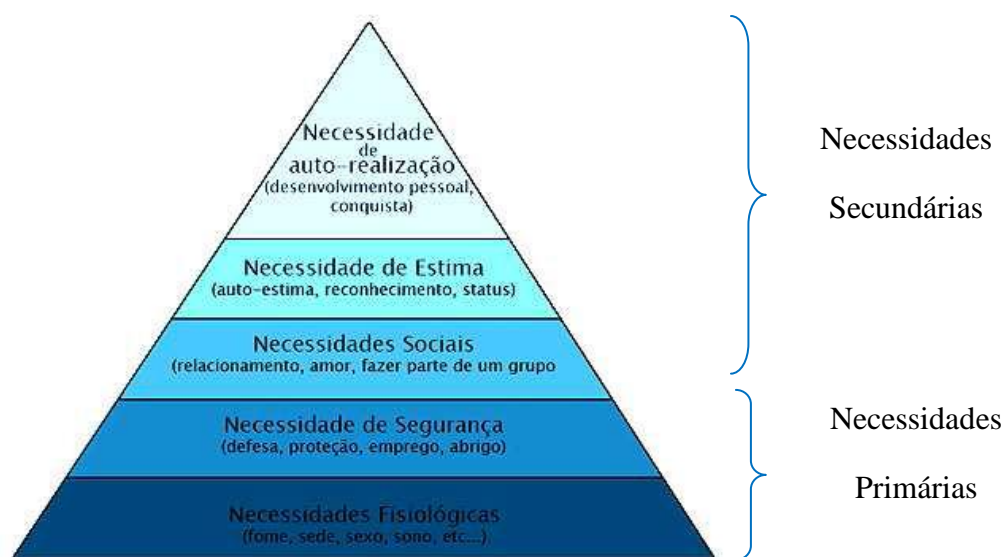 Necessidade
de
auto-realização
(desenvolvimento pessoal,
conquista)
Necessidade de Estima
(auto-estima, reconhecimento, status)
Necessidades Sociais
(relacionamento, amor, fazer parte de um grupo
Necessidade de Segurança
(defesa, proteção, emprego, abrigo)
Necessidades Fisiológicas
(fome, sede, sexo, sono, etc...)
Necessidades
Secundárias
Necessidades
Primárias